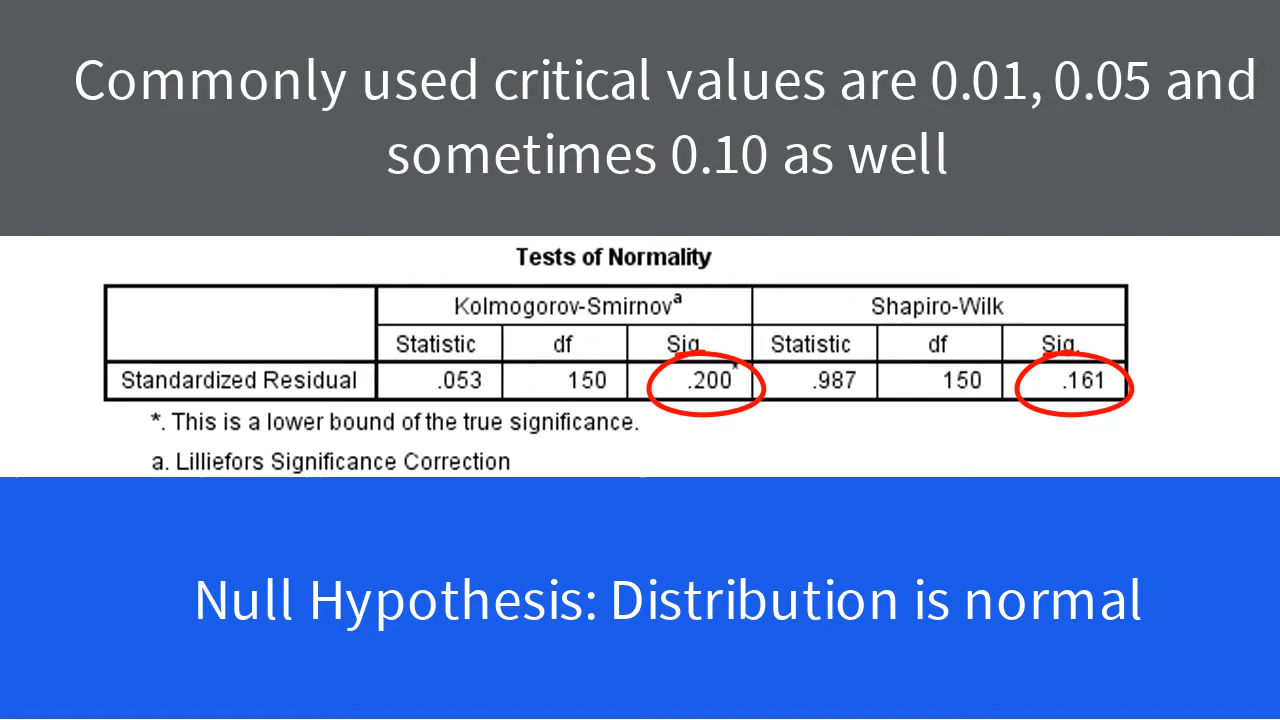 Commonly used critical values are 0.01, 0.05 and
sometimes 0.10 as well
Tests of Normality
Kolmogorov-Smirnovᵃ Shapiro-Wilk
Statistic df Sig. Statistic df Sig.
Standardized Residual .053 150 .200* .987 150 .161
*. This is a lower bound of the true significance.
a. Lilliefors Significance Correction
Null Hypothesis: Distribution is normal